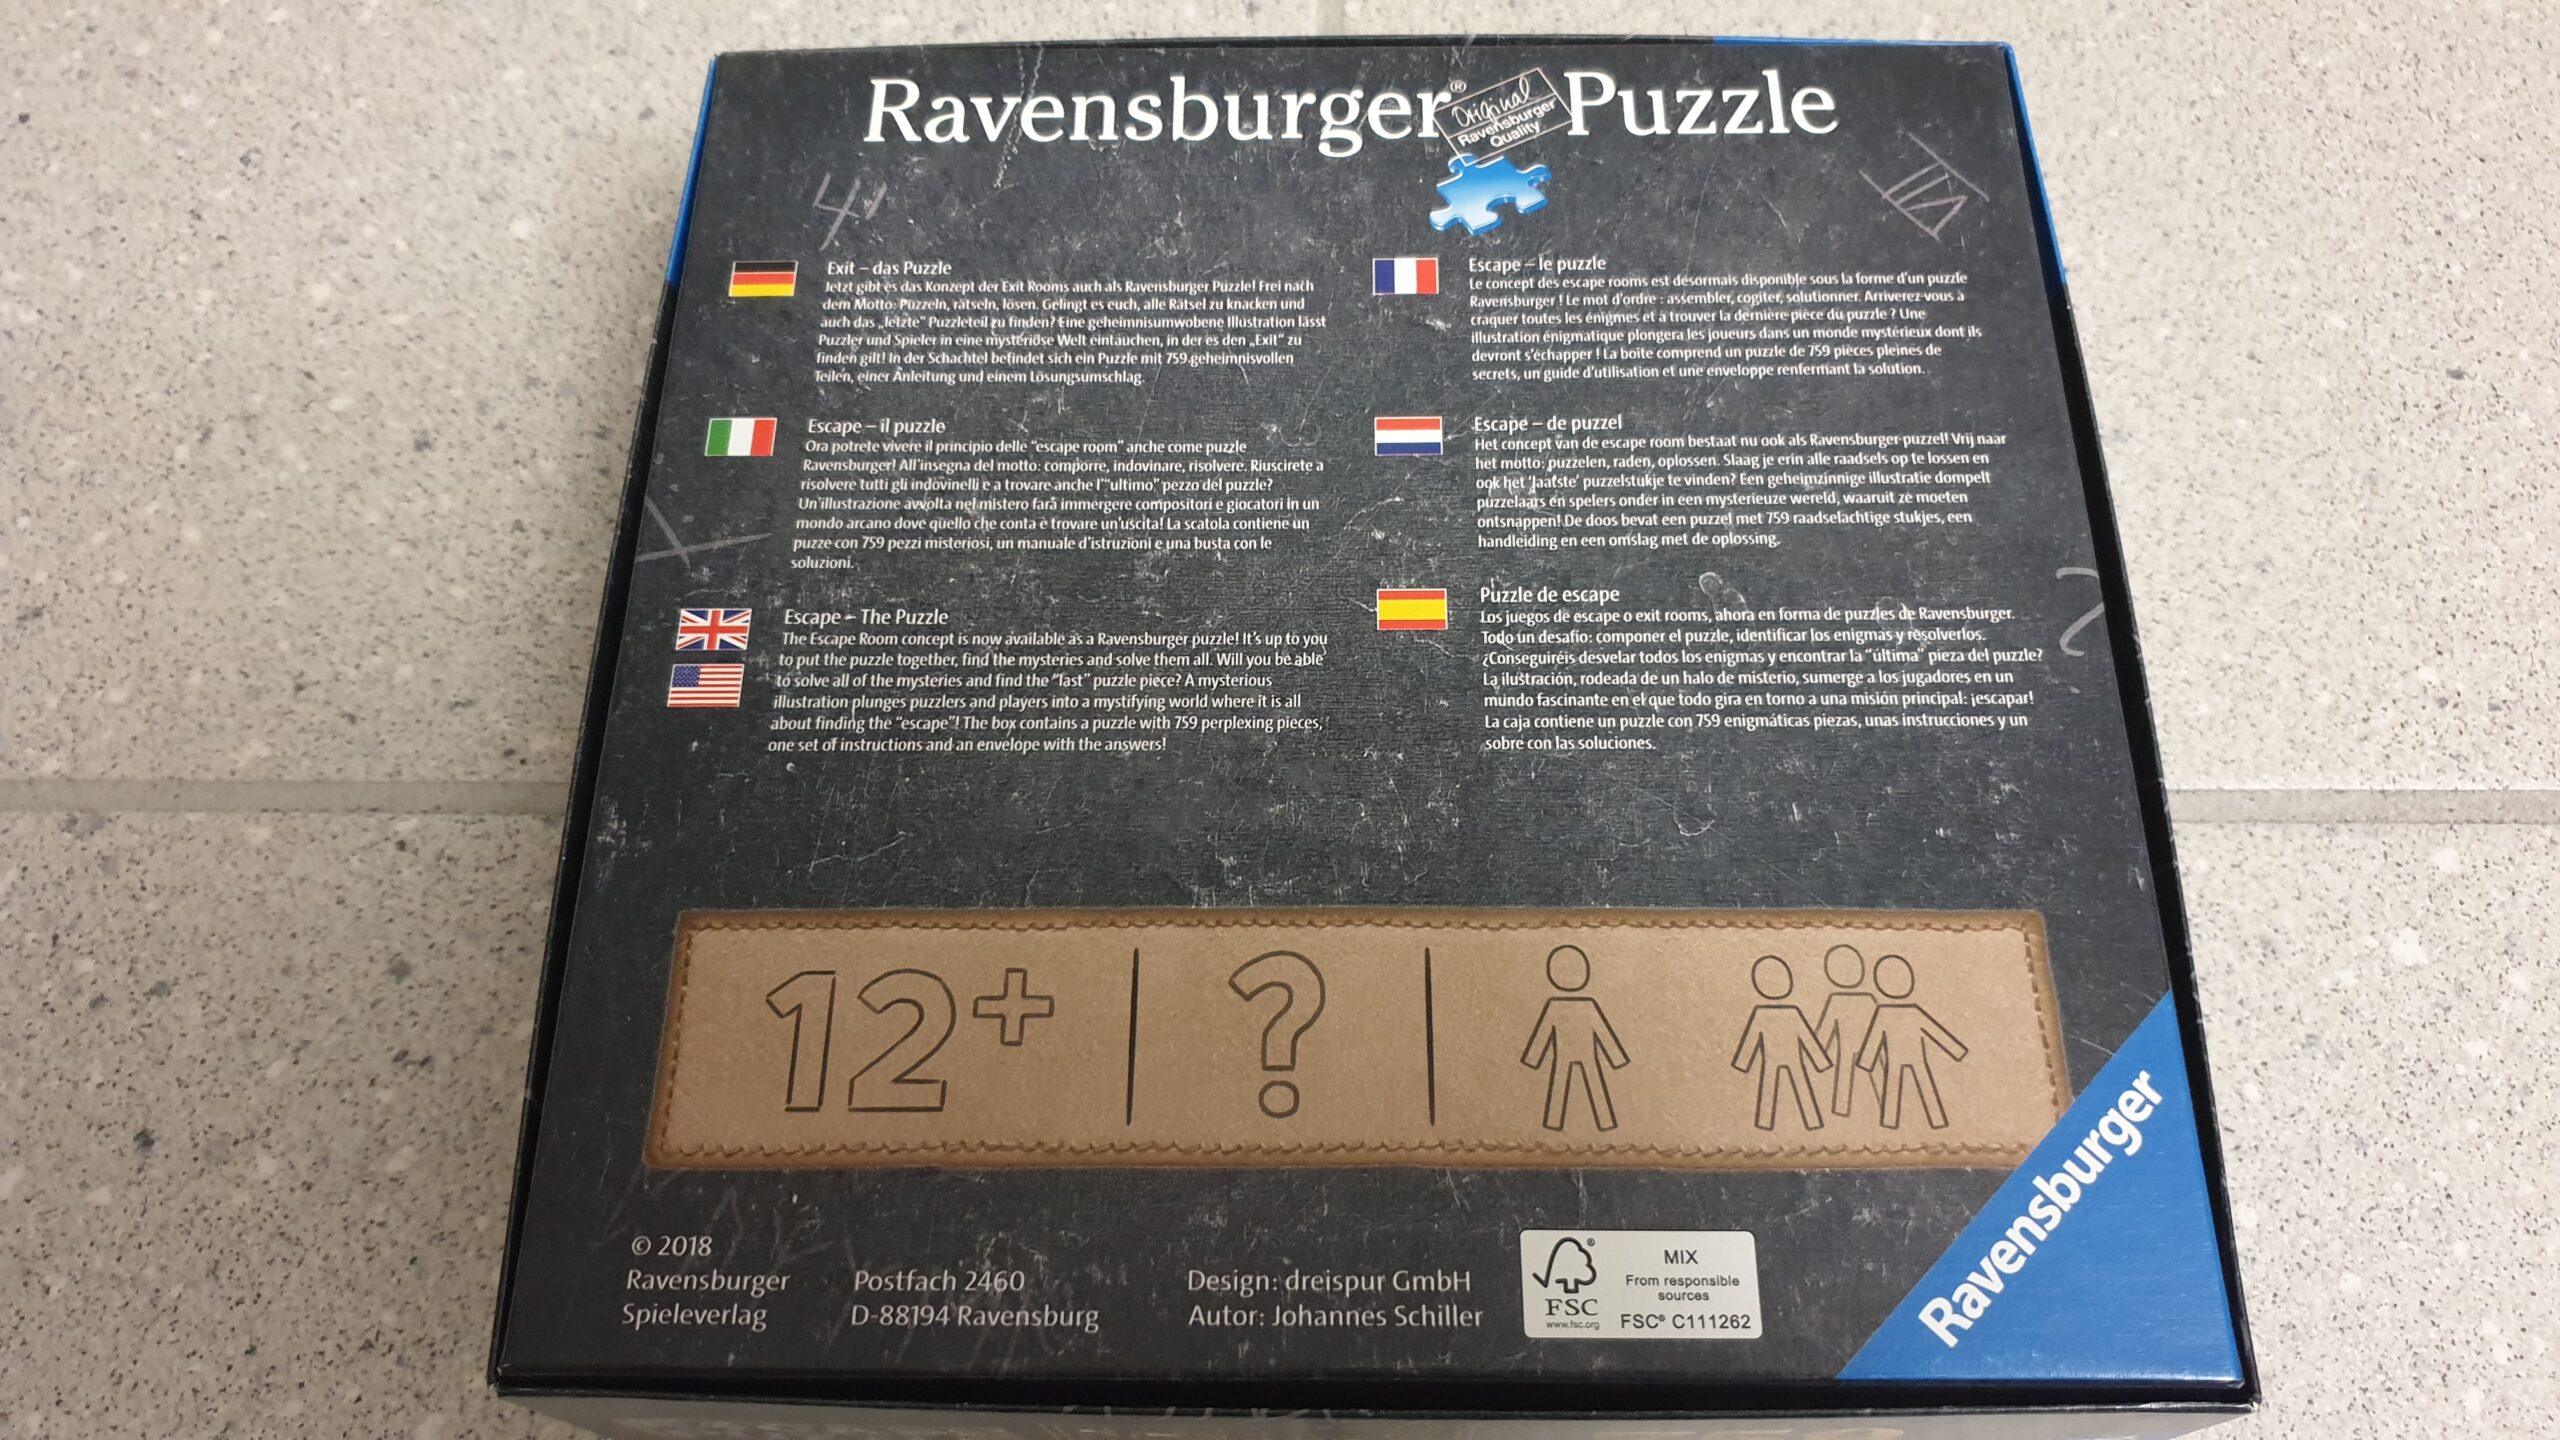 Ravensburger® Puzzle
Original
Ravensburger
Quality
4'
Exit – das Puzzle
Jetzt gibt es das Konzept der Exit Rooms auch als Ravensburger Puzzle! Frei nach
dem Motto: Puzzeln, rätseln, lösen. Gelingt es euch, alle Rätsel zu knacken und
auch das „letzte“ Puzzleteil zu finden? Eine geheimnisumwobene Illustration lässt
Puzzler und Spieler in eine mysteriöse Welt eintauchen, in der es den „Exit“ zu
finden gilt! In der Schachtel befindet sich ein Puzzle mit 759 geheimnisvollen
Teilen, einer Anleitung und einem Lösungsumschlag.
Escape – il puzzle
Ora potrete vivere il principio delle “escape room” anche come puzzle
Ravensburger! All’insegna del motto: comporre, indovinare, risolvere. Riuscirete a
risolvere tutti gli indovinelli e a trovare anche l’“ultimo” pezzo del puzzle?
Un’illustrazione avvolta nel mistero farà immergere compositori e giocatori in un
mondo arcano dove quello che conta è trovare un’uscita! La scatola contiene un
puzze con 759 pezzi misteriosi, un manuale d’istruzioni e una busta con le
soluzioni.
Escape – The Puzzle
The Escape Room concept is now available as a Ravensburger puzzle! It’s up to you
to put the puzzle together, find the mysteries and solve them all. Will you be able
to solve all of the mysteries and find the “last” puzzle piece? A mysterious
illustration plunges puzzlers and players into a mystifying world where it is all
about finding the “escape”! The box contains a puzzle with 759 perplexing pieces,
one set of instructions and an envelope with the answers!
Escape – le puzzle
Le concept des escape rooms est désormais disponible sous la forme d’un puzzle
Ravensburger ! Le mot d’ordre : assembler, cogiter, solutionner. Arriverez-vous à
craquer toutes les énigmes et à trouver la dernière pièce du puzzle ? Une
illustration énigmatique plongera les joueurs dans un monde mystérieux dont ils
devront s’échapper ! La boîte comprend un puzzle de 759 pièces pleines de
secrets, un guide d’utilisation et une enveloppe renfermant la solution.
Escape – de puzzel
Het concept van de escape room bestaat nu ook als Ravensburger-puzzel! Vrij naar
het motto: puzzelen, raden, oplossen. Slaag je erin alle raadsels op te lossen en
ook het ‘laatste’ puzzelstukje te vinden? Een geheimzinnige illustratie dompelt
puzzelaars en spelers onder in een mysterieuze wereld, waaruit ze moeten
ontsnappen! De doos bevat een puzzel met 759 raadselachtige stukjes, een
handleiding en een omslag met de oplossing.
Puzzle de escape
Los juegos de escape o exit rooms, ahora en forma de puzzles de Ravensburger.
Todo un desafío: componer el puzzle, identificar los enigmas y resolverlos.
¿Conseguiréis desvelar todos los enigmas y encontrar la “última” pieza del puzzle?
La ilustración, rodeada de un halo de misterio, sumerge a los jugadores en un
mundo fascinante en el que todo gira en torno a una misión principal: ¡escapar!
La caja contiene un puzzle con 759 enigmáticas piezas, unas instrucciones y un
sobre con las soluciones.
12+ ?
© 2018
Ravensburger
Spieleverlag
Postfach 2460
D-88194 Ravensburg
Design: dreispur GmbH
Autor: Johannes Schiller
FSC
www.fsc.org
MIX
From responsible
sources
FSC® C111262
Ravensburger